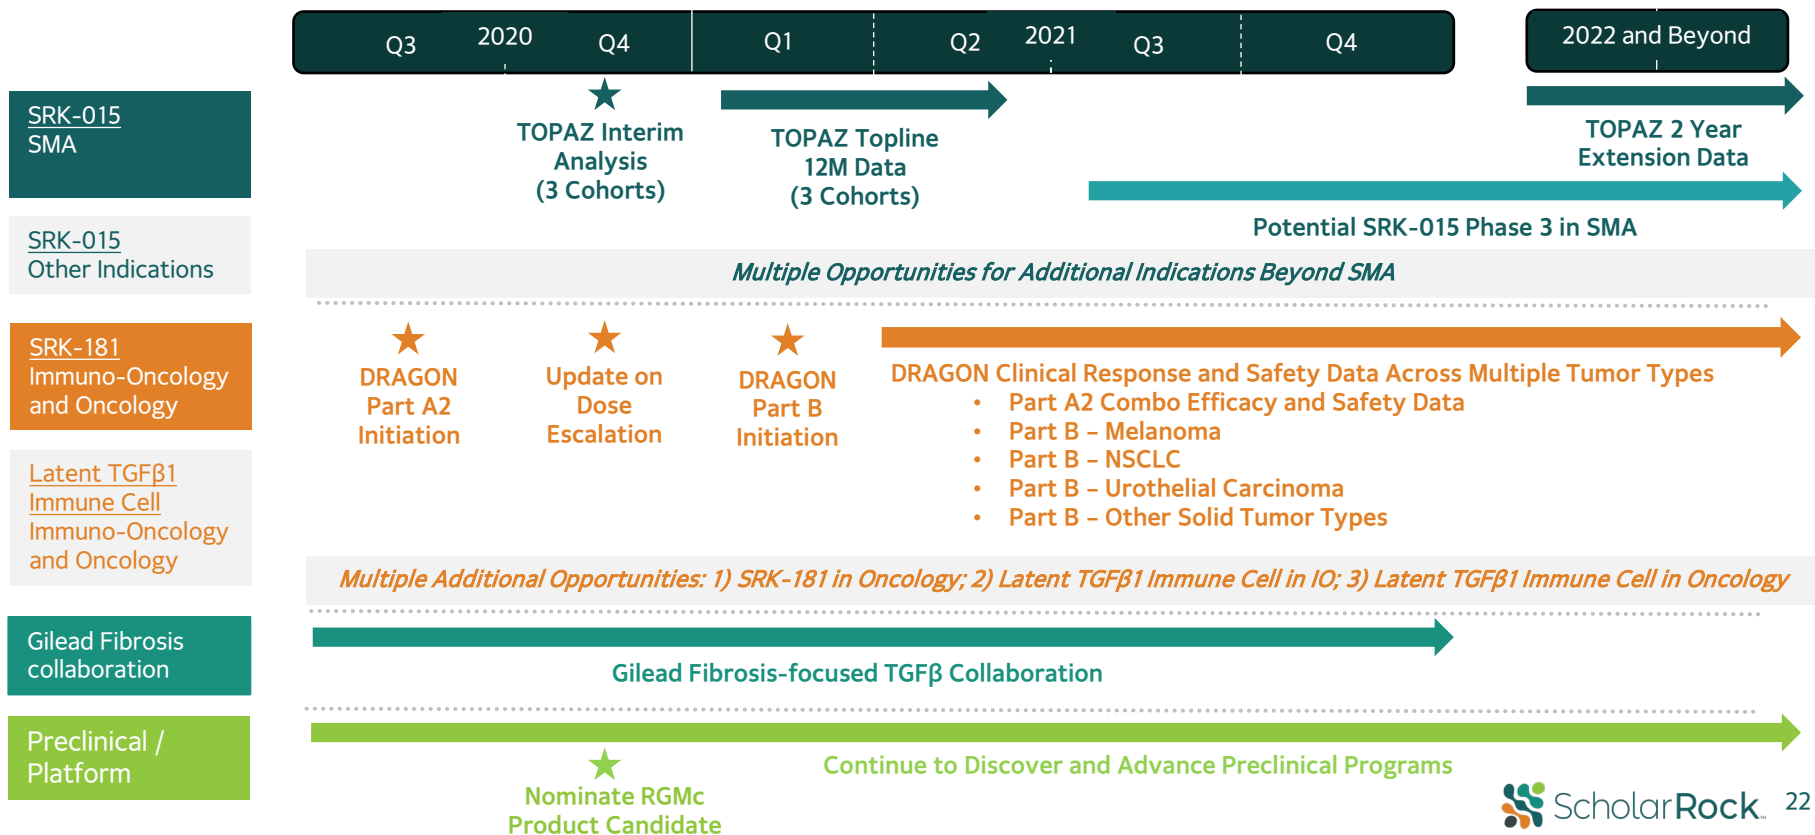 2020
2021
2022 and Beyond
Q3
Q4
Q1
Q2
Q3
Q4
SRK-015
SMA
TOPAZ Interim
Analysis
(3 Cohorts)
TOPAZ Topline
12M Data
(3 Cohorts)
TOPAZ 2 Year
Extension Data
Potential SRK-015 Phase 3 in SMA
SRK-015
Other Indications
Multiple Opportunities for Additional Indications Beyond SMA
SRK-181
Immuno-Oncology
and Oncology
DRAGON
Part A2
Initiation
Update on
Dose
Escalation
DRAGON
Part B
Initiation
DRAGON Clinical Response and Safety Data Across Multiple Tumor Types
• Part A2 Combo Efficacy and Safety Data
• Part B – Melanoma
• Part B – NSCLC
• Part B – Urothelial Carcinoma
• Part B – Other Solid Tumor Types
Latent TGFβ1
Immune Cell
Immuno-Oncology
and Oncology
Multiple Additional Opportunities: 1) SRK-181 in Oncology; 2) Latent TGFβ1 Immune Cell in IO; 3) Latent TGFβ1 Immune Cell in Oncology
Gilead Fibrosis
collaboration
Gilead Fibrosis-focused TGFβ Collaboration
Preclinical /
Platform
Nominate RGMc
Product Candidate
Continue to Discover and Advance Preclinical Programs
ScholarRock™
22